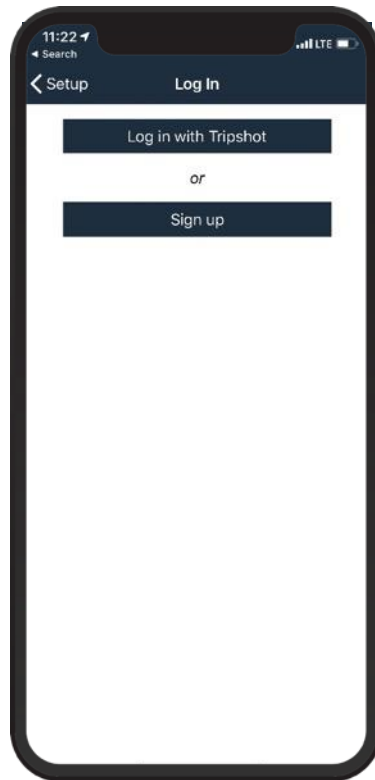 11:22
LTE
Search
Setup
Log In
Log in with Tripshot
or
Sign up